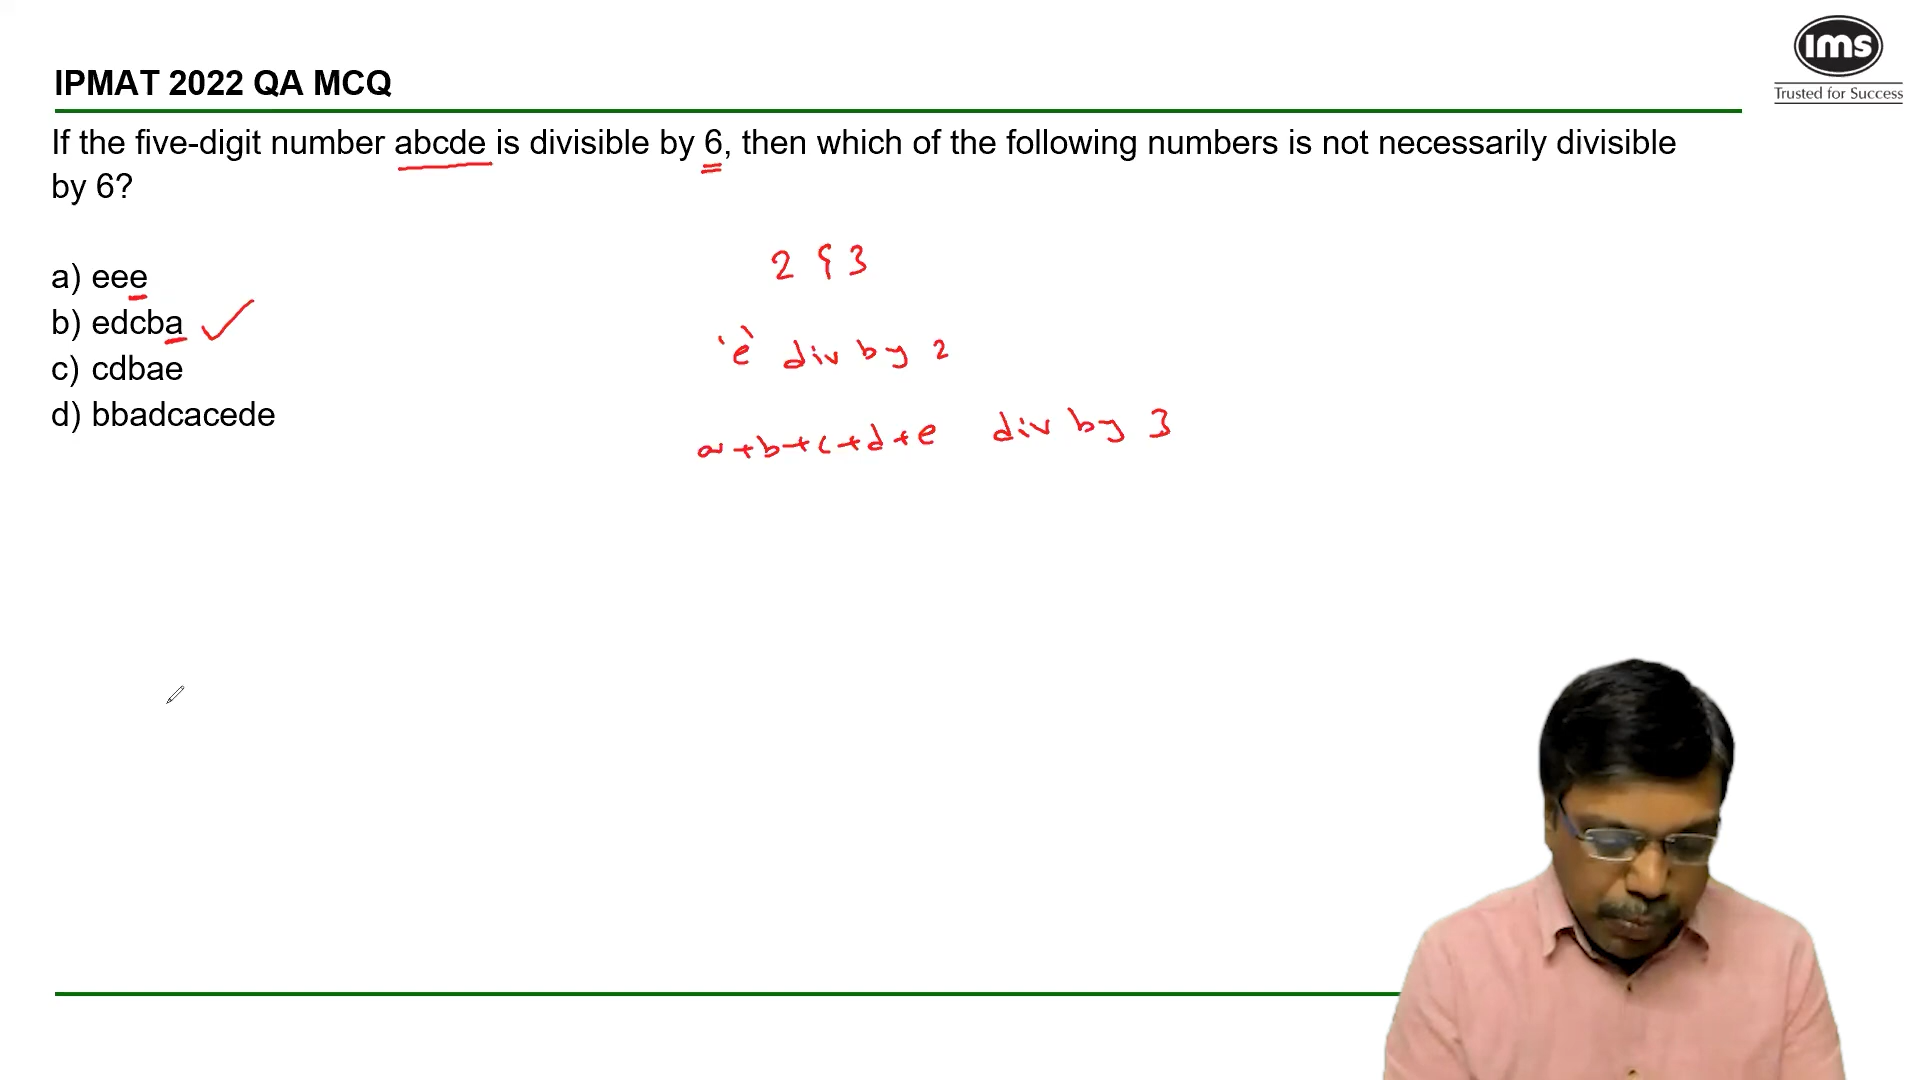 ims
Trusted for Success
IPMAT 2022 QA MCQ
If the five-digit number abcde is divisible by 6, then which of the following numbers is not necessarily divisible
by 6?
a) eee
b) edcba
c) cdbae
d) bbadcacede
2 & 3
'e' div by 2
a+b+c+d+e div by 3